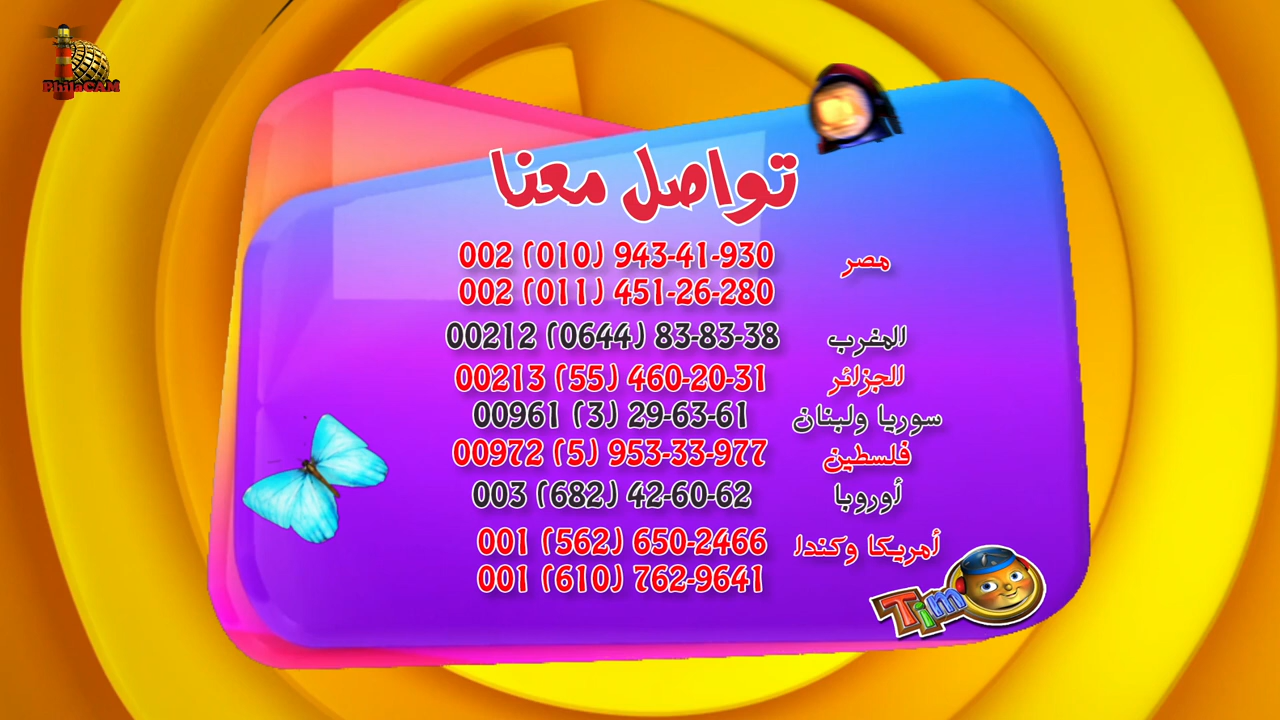 PhilaCAM
تواصل معنا
مصر 002 (010) 943-41-930
002 (011) 451-26-280
المغرب 00212 (0644) 83-83-38
الجزائر 00213 (55) 460-20-31
سوريا ولبنان 00961 (3) 29-63-61
فلسطين 00972 (5) 953-33-977
أوروبا 003 (682) 42-60-62
أمريكا وكندا 001 (562) 650-2466
001 (610) 762-9641
Tim